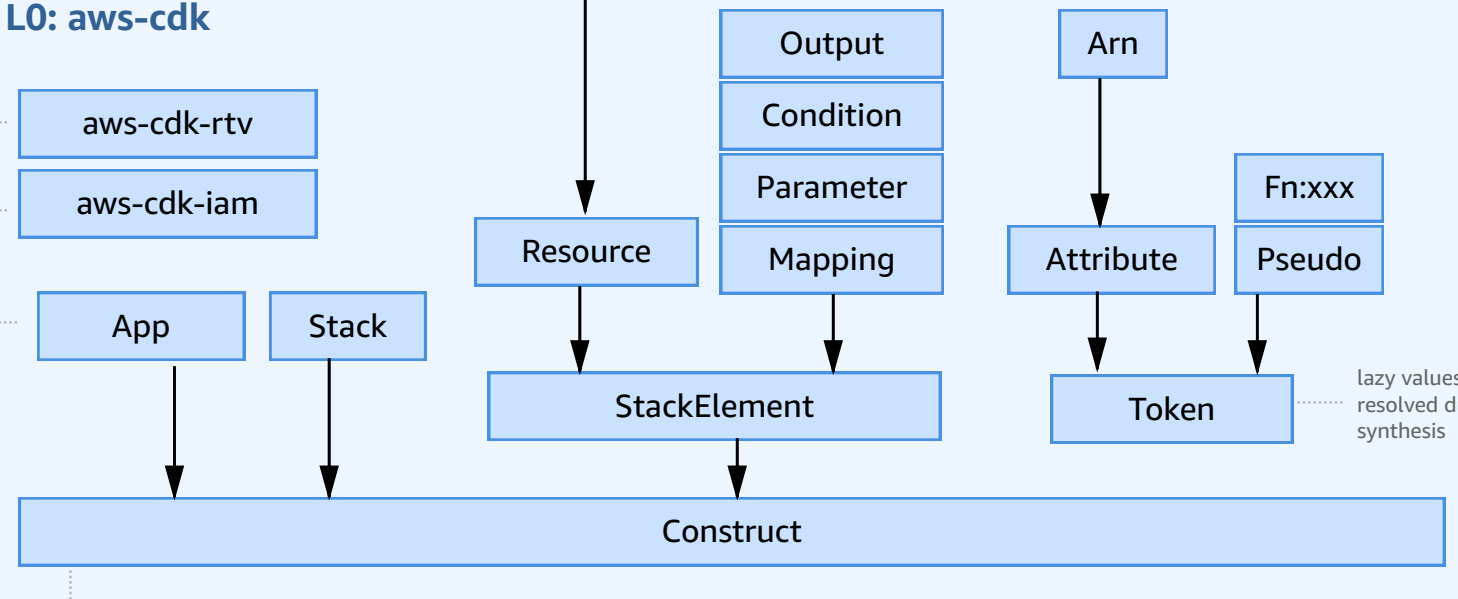 L0: aws-cdk
aws-cdk-rtv
aws-cdk-iam
App
Stack
Resource
Output
Condition
Parameter
Mapping
StackElement
Arn
Attribute
Fn:xxx
Pseudo
Token
lazy values
resolved
synthesis
Construct